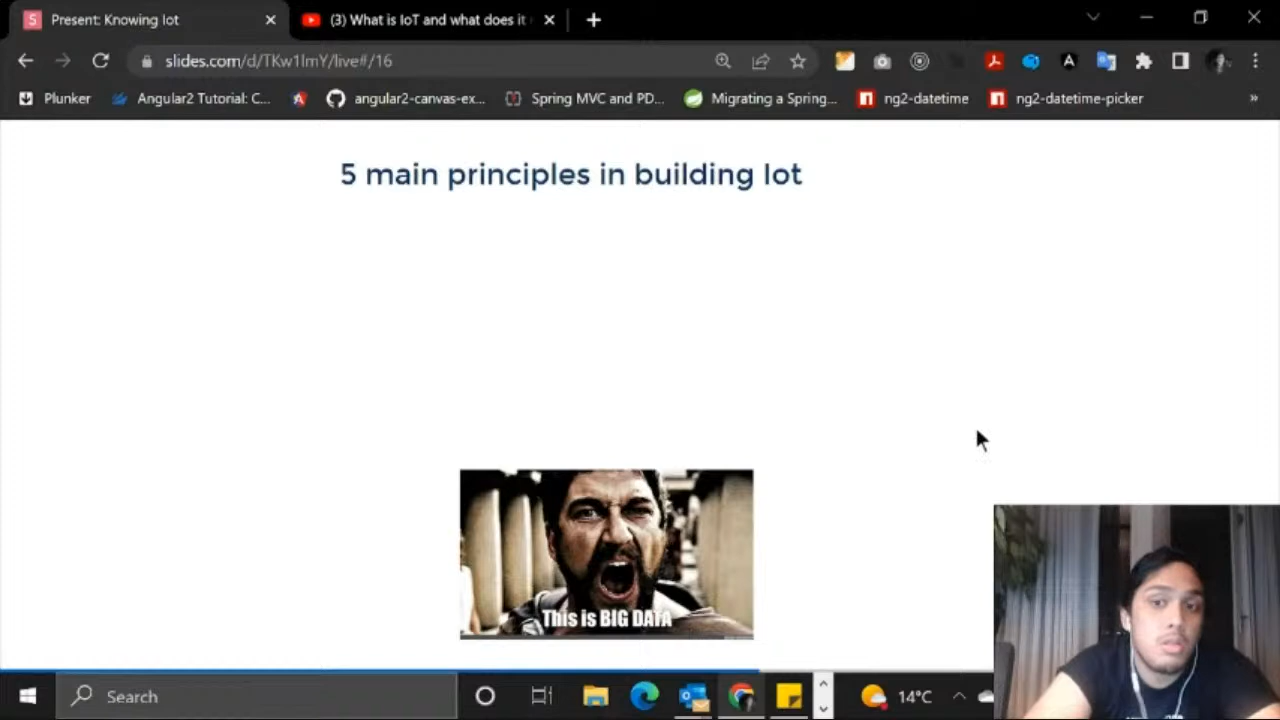 Present: Knowing Iot
(3) What is IoT and what does it
slides.com/d/TKw1lmY/live#/16
Plunker
Angular2 Tutorial: C...
angular2-canvas-ex...
Spring MVC and PD...
Migrating a Spring...
ng2-datetime
ng2-datetime-picker
»
5 main principles in building Iot
This is BIG DATA
Search
14°C